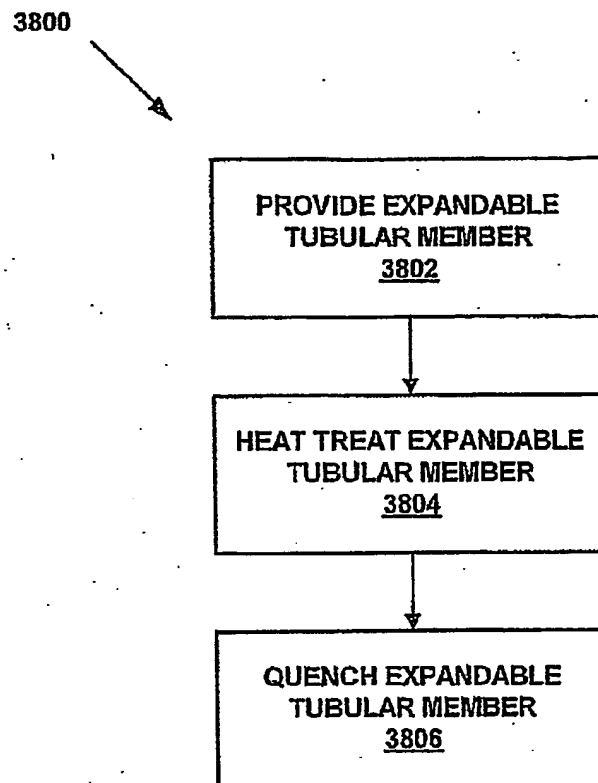 3800
PROVIDE EXPANDABLE
TUBULAR MEMBER
3802
HEAT TREAT EXPANDABLE
TUBULAR MEMBER
3804
QUENCH EXPANDABLE
TUBULAR MEMBER
3806